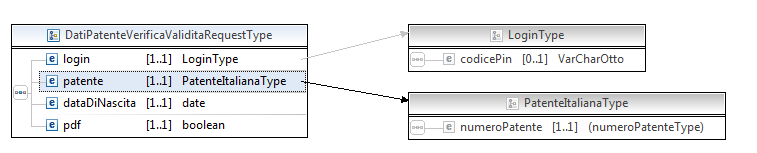 DatiPatenteVerificaValiditaRequestType
login [1..1] LoginType
patente [1..1] PatenteItalianaType
dataDiNascita [1..1] date
pdf [1..1] boolean
LoginType
codicePin [0..1] VarCharOtto
PatenteItalianaType
numeroPatente [1..1] (numeroPatenteType)